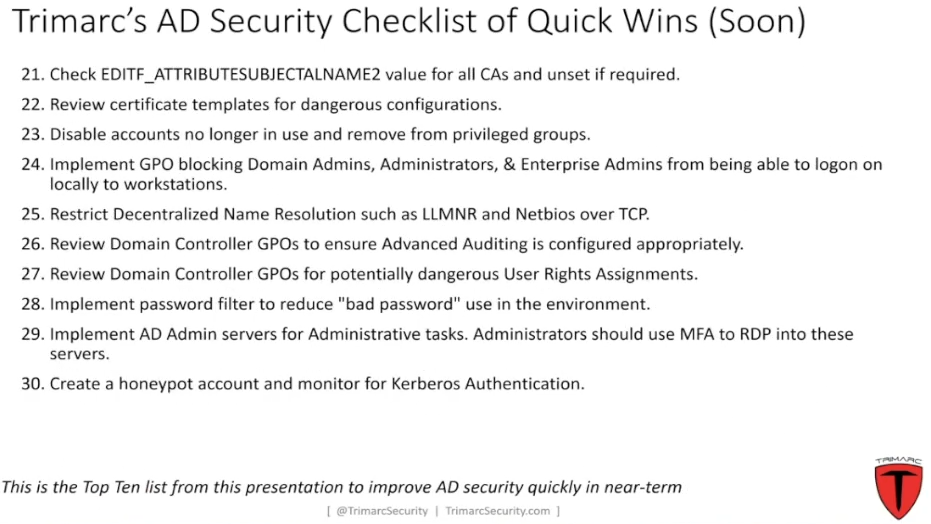 Trimarc's AD Security Checklist of Quick Wins (Soon)
21. Check EDITF_ATTRIBUTESUBJECTALNAME2 value for all CAs and unset if required.
22. Review certificate templates for dangerous configurations.
23. Disable accounts no longer in use and remove from privileged groups.
24. Implement GPO blocking Domain Admins, Administrators, & Enterprise Admins from being able to logon on
locally to workstations.
25. Restrict Decentralized Name Resolution such as LLMNR and Netbios over TCP.
26. Review Domain Controller GPOs to ensure Advanced Auditing is configured appropriately.
27. Review Domain Controller GPOs for potentially dangerous User Rights Assignments.
28. Implement password filter to reduce "bad password" use in the environment.
29. Implement AD Admin servers for Administrative tasks. Administrators should use MFA to RDP into these
servers.
30. Create a honeypot account and monitor for Kerberos Authentication.
TRIMARC
This is the Top Ten list from this presentation to improve AD security quickly in near-term
[ @TrimarcSecurity | TrimarcSecurity.com ]